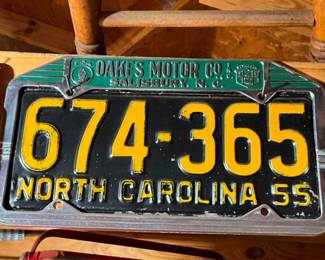 OAKES MOTOR CO.
SALISBURY, N. C.
674-365
NORTH CAROLINA 55